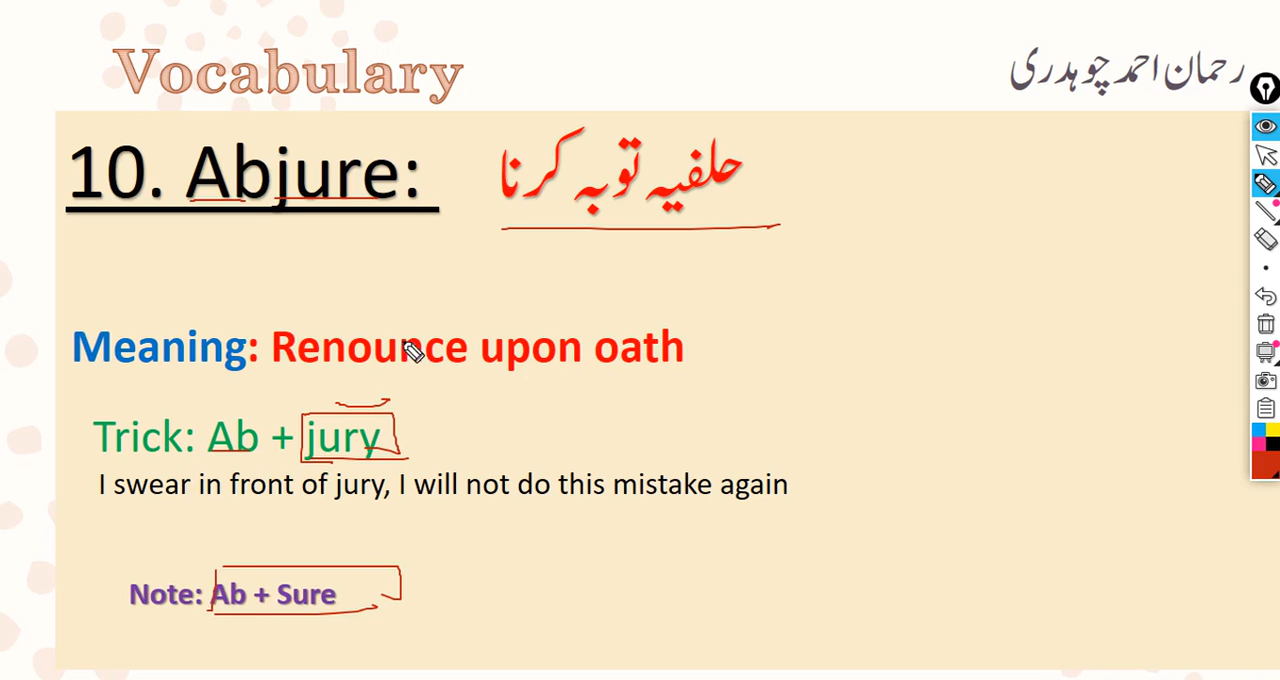 Vocabulary
رحمان احمد چوہدری
10. Abjure:
حلفیہ توبہ کرنا
Meaning: Renounce upon oath
Trick: Ab + jury
I swear in front of jury, I will not do this mistake again
Note: Ab + Sure